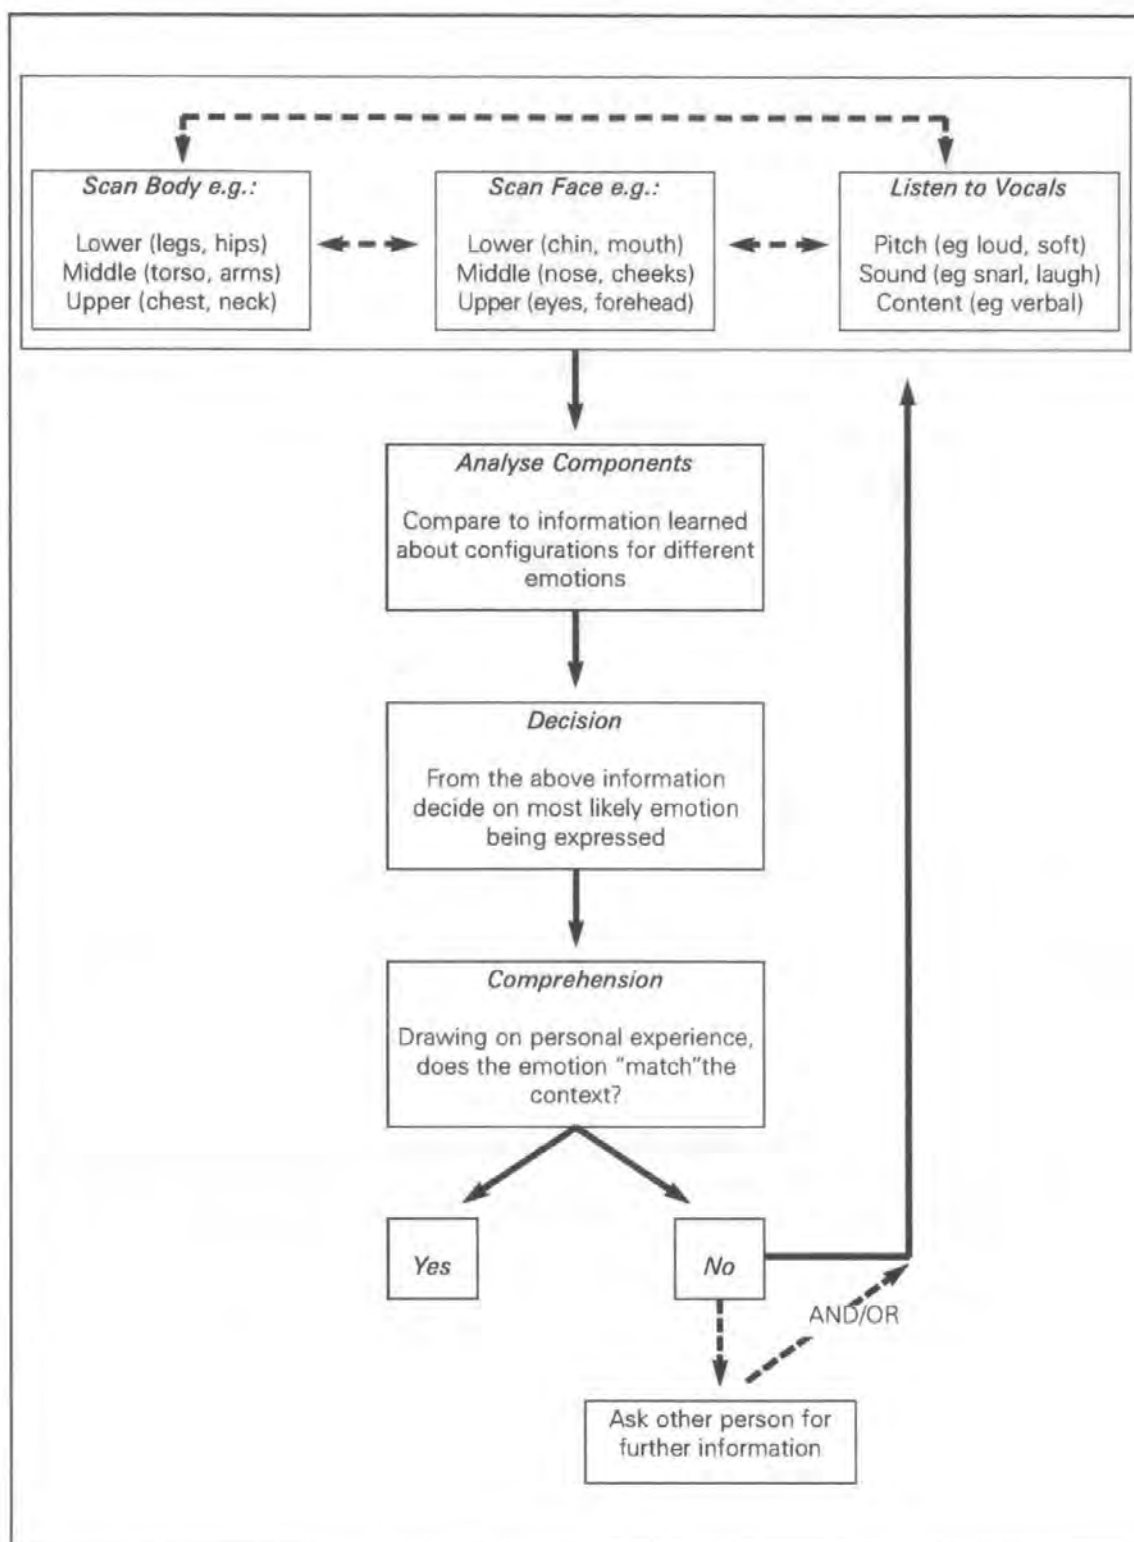 Scan Body e.g.:
Lower (legs, hips)
Middle (torso, arms)
Upper (chest, neck)
Scan Face e.g.:
Lower (chin, mouth)
Middle (nose, cheeks)
Upper (eyes, forehead)
Listen to Vocals
Pitch (eg loud, soft)
Sound (eg snarl, laugh)
Content (eg verbal)
Analyse Components
Compare to information learned
about configurations for different
emotions
Decision
From the above information
decide on most likely emotion
being expressed
Comprehension
Drawing on personal experience,
does the emotion "match"the
context?
Yes
No
AND/OR
Ask other person for
further information